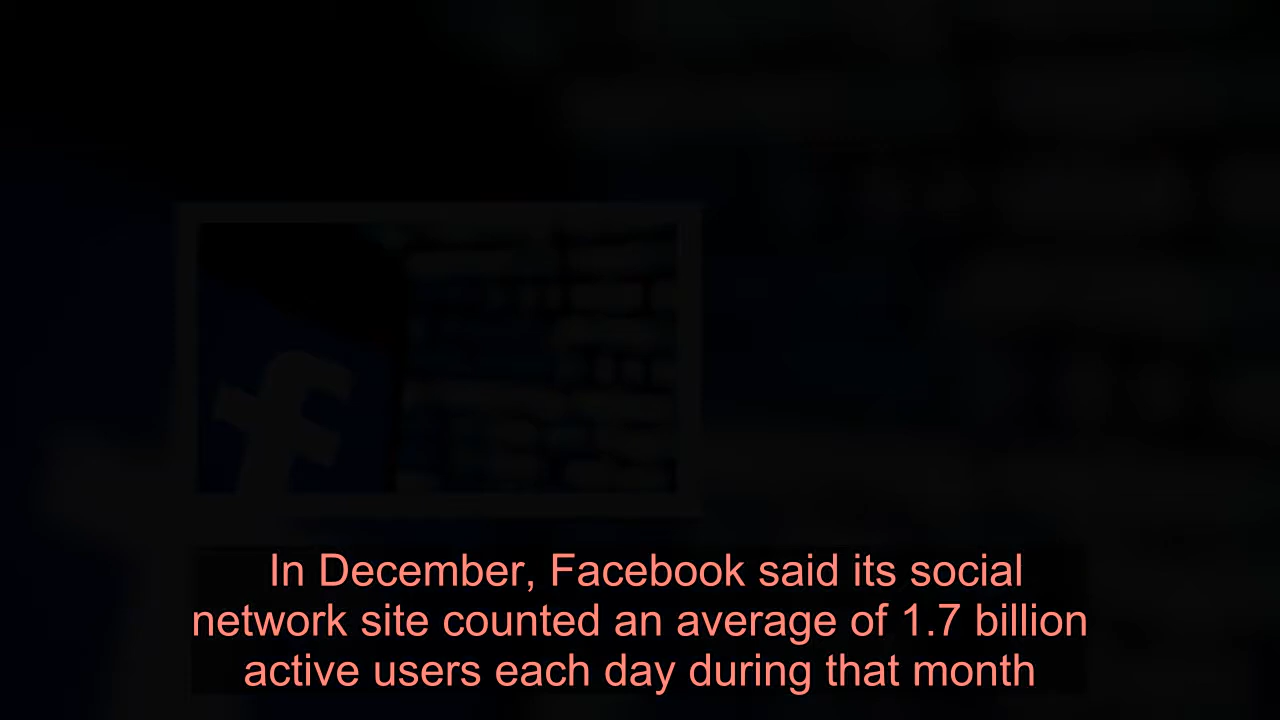 In December, Facebook said its social
network site counted an average of 1.7 billion
active users each day during that month